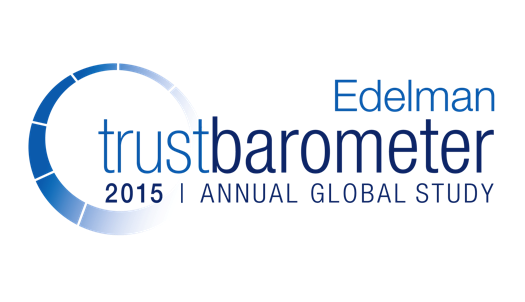 Edelman
trustbarometer
2015 | ANNUAL GLOBAL STUDY